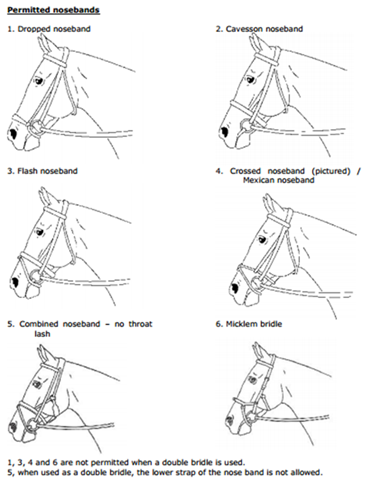 Permitted nosebands
1. Dropped noseband
2. Cavesson noseband
3. Flash noseband
4. Crossed noseband (pictured) /
Mexican noseband
5. Combined noseband – no throat
lash
6. Micklem bridle
1, 3, 4 and 6 are not permitted when a double bridle is used.
5, when used as a double bridle, the lower strap of the nose band is not allowed.